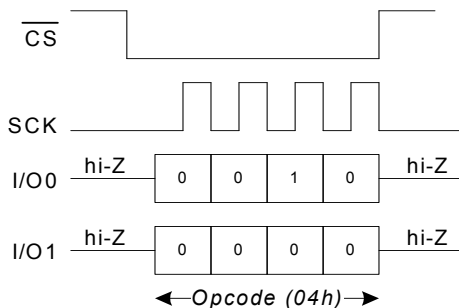 CS
SCK
hi-Z hi-Z
I/O0 0 0 1 0
hi-Z hi-Z
I/O1 0 0 0 0
Opcode (04h)